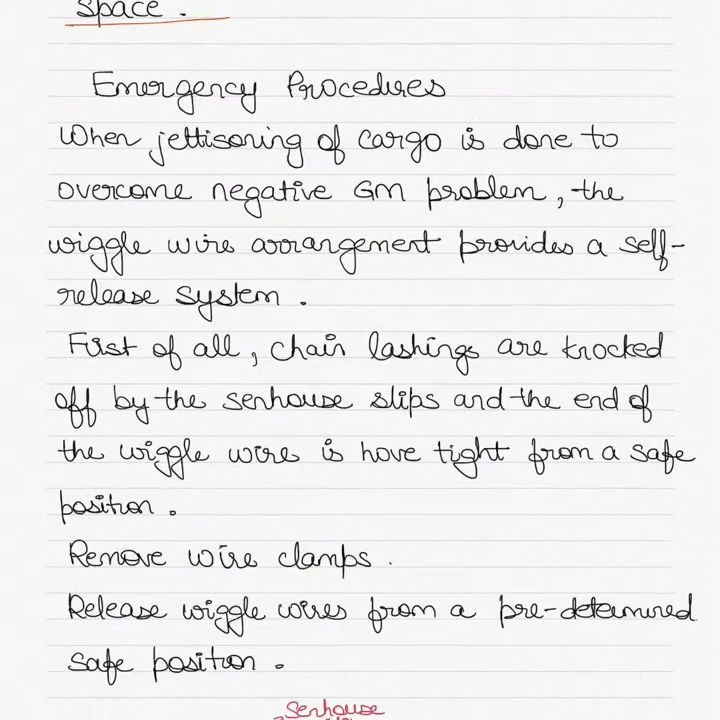 space.
Emergency Procedures
When jettisoning of cargo is done to
overcome negative GM problem, the
wiggle wire arrangement provides a self-
release system.
First of all, chain lashings are knocked
off by the senhouse slips and the end of
the wiggle wire is hove tight from a safe
position.
Remove wire clamps.
Release wiggle wires from a pre-determined
safe position.
senhouse